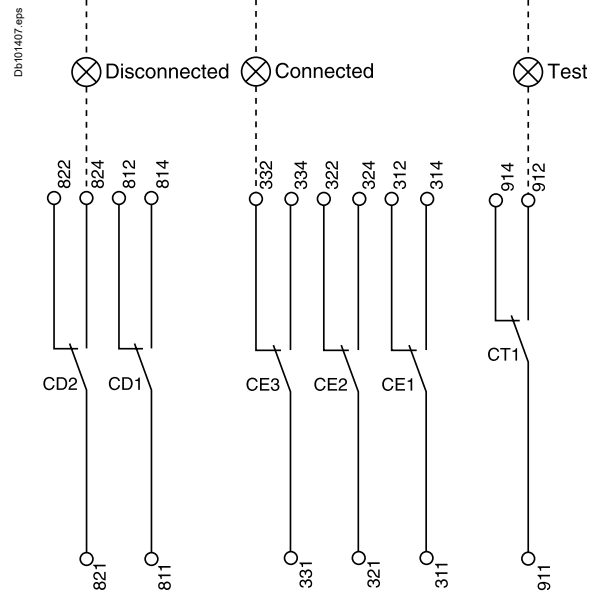 Db101407.eps
Disconnected
Connected
Test
822
824
812
814
332
334
322
324
312
314
914
912
CD2
CD1
CE3
CE2
CE1
CT1
821
811
331
321
311
911